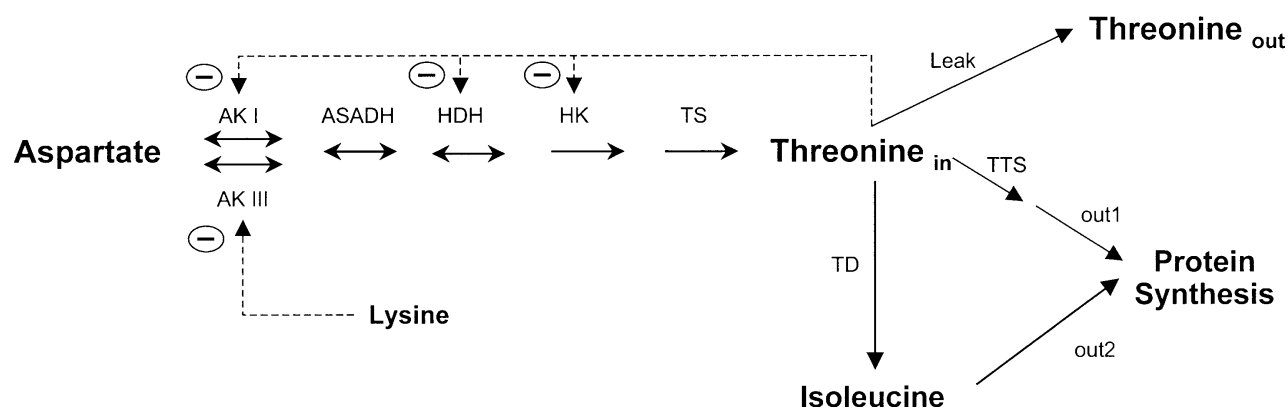 Threonine out
Leak
− − −
AK I ASADH HDH HK TS
Aspartate
Threonine in
TTS
AK III
−
out1
TD
Protein
Synthesis
Lysine
out2
Isoleucine